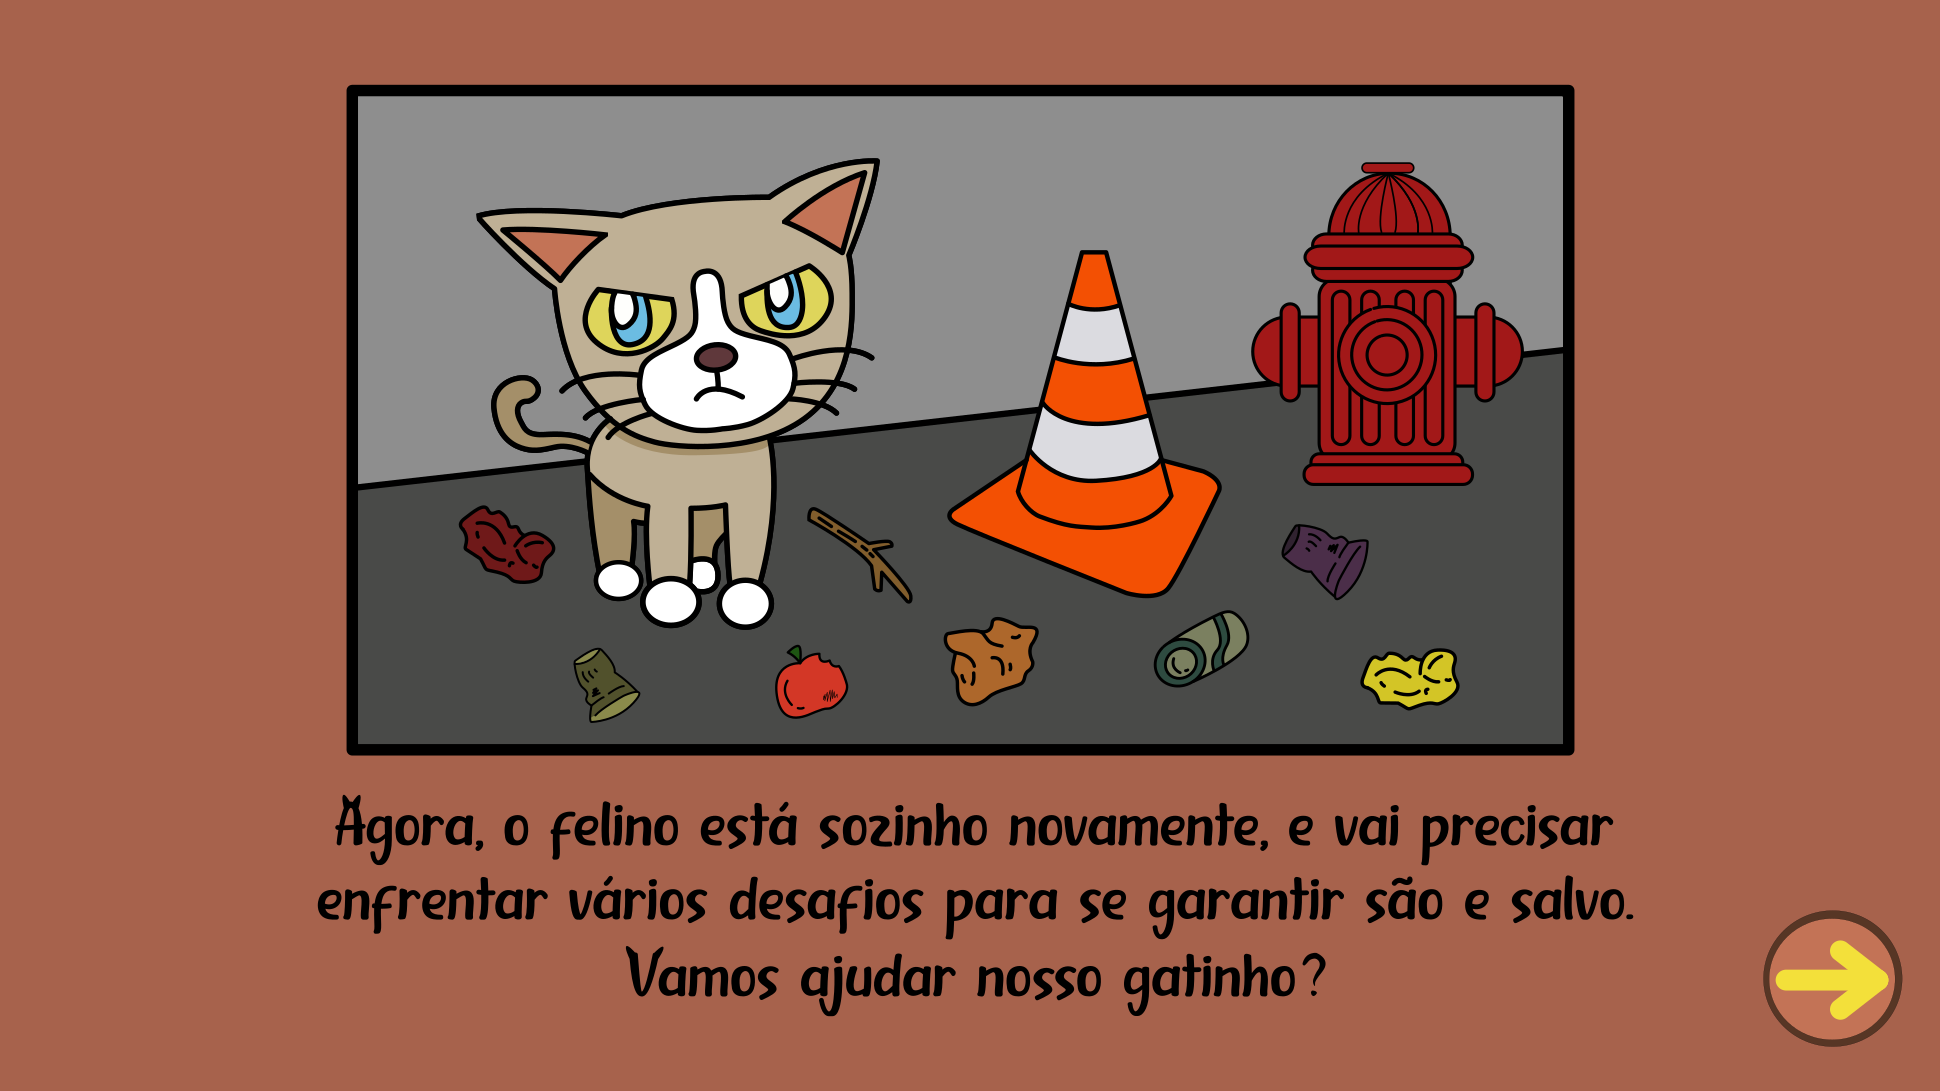 Agora, o felino está sozinho novamente, e vai precisar
enfrentar vários desafios para se garantir são e salvo.
Vamos ajudar nosso gatinho?